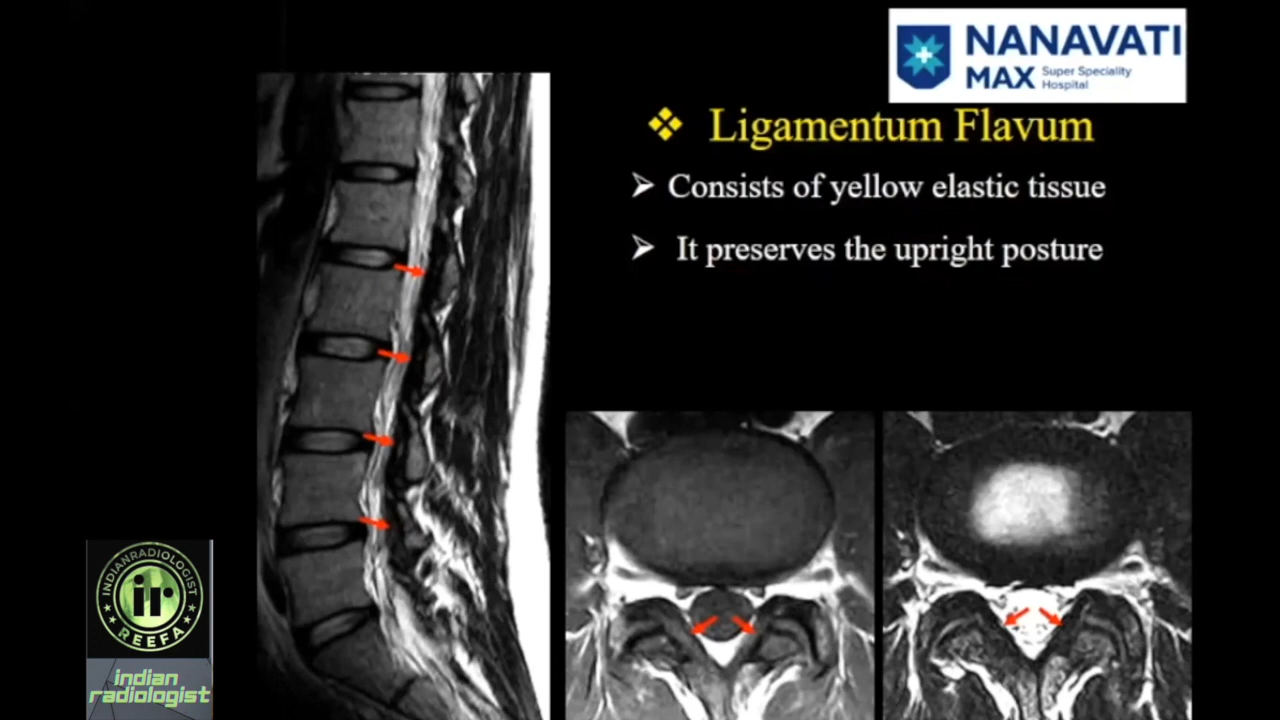 NANAVATI
MAX Super Speciality
Hospital
❖ Ligamentum Flavum
➢ Consists of yellow elastic tissue
➢ It preserves the upright posture
INDIANRADIOLOGIST
ir
REEFA
indian
radiologist